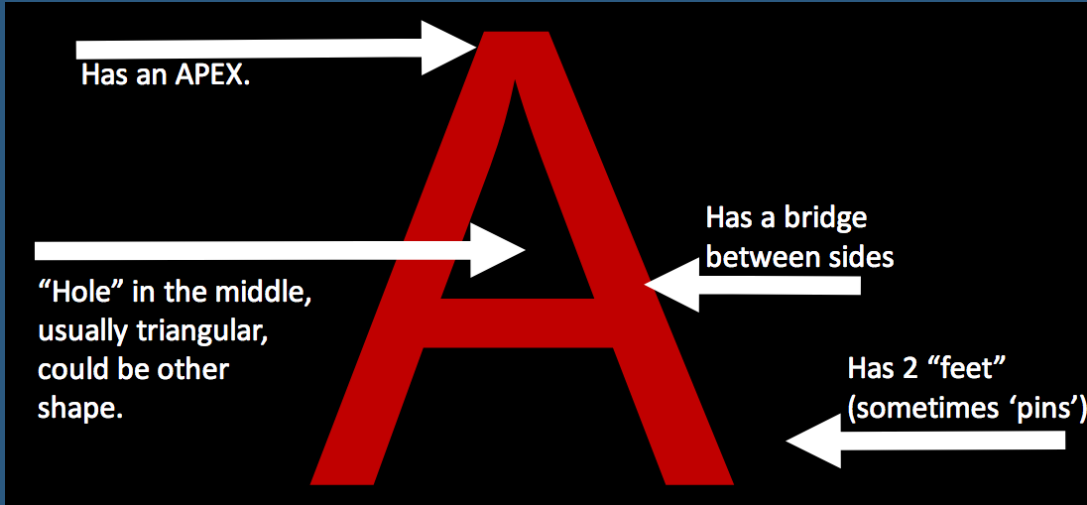 A
Has an APEX.
Has a bridge
between sides
“Hole” in the middle,
usually triangular,
could be other
shape.
Has 2 “feet”
(sometimes ‘pins’)